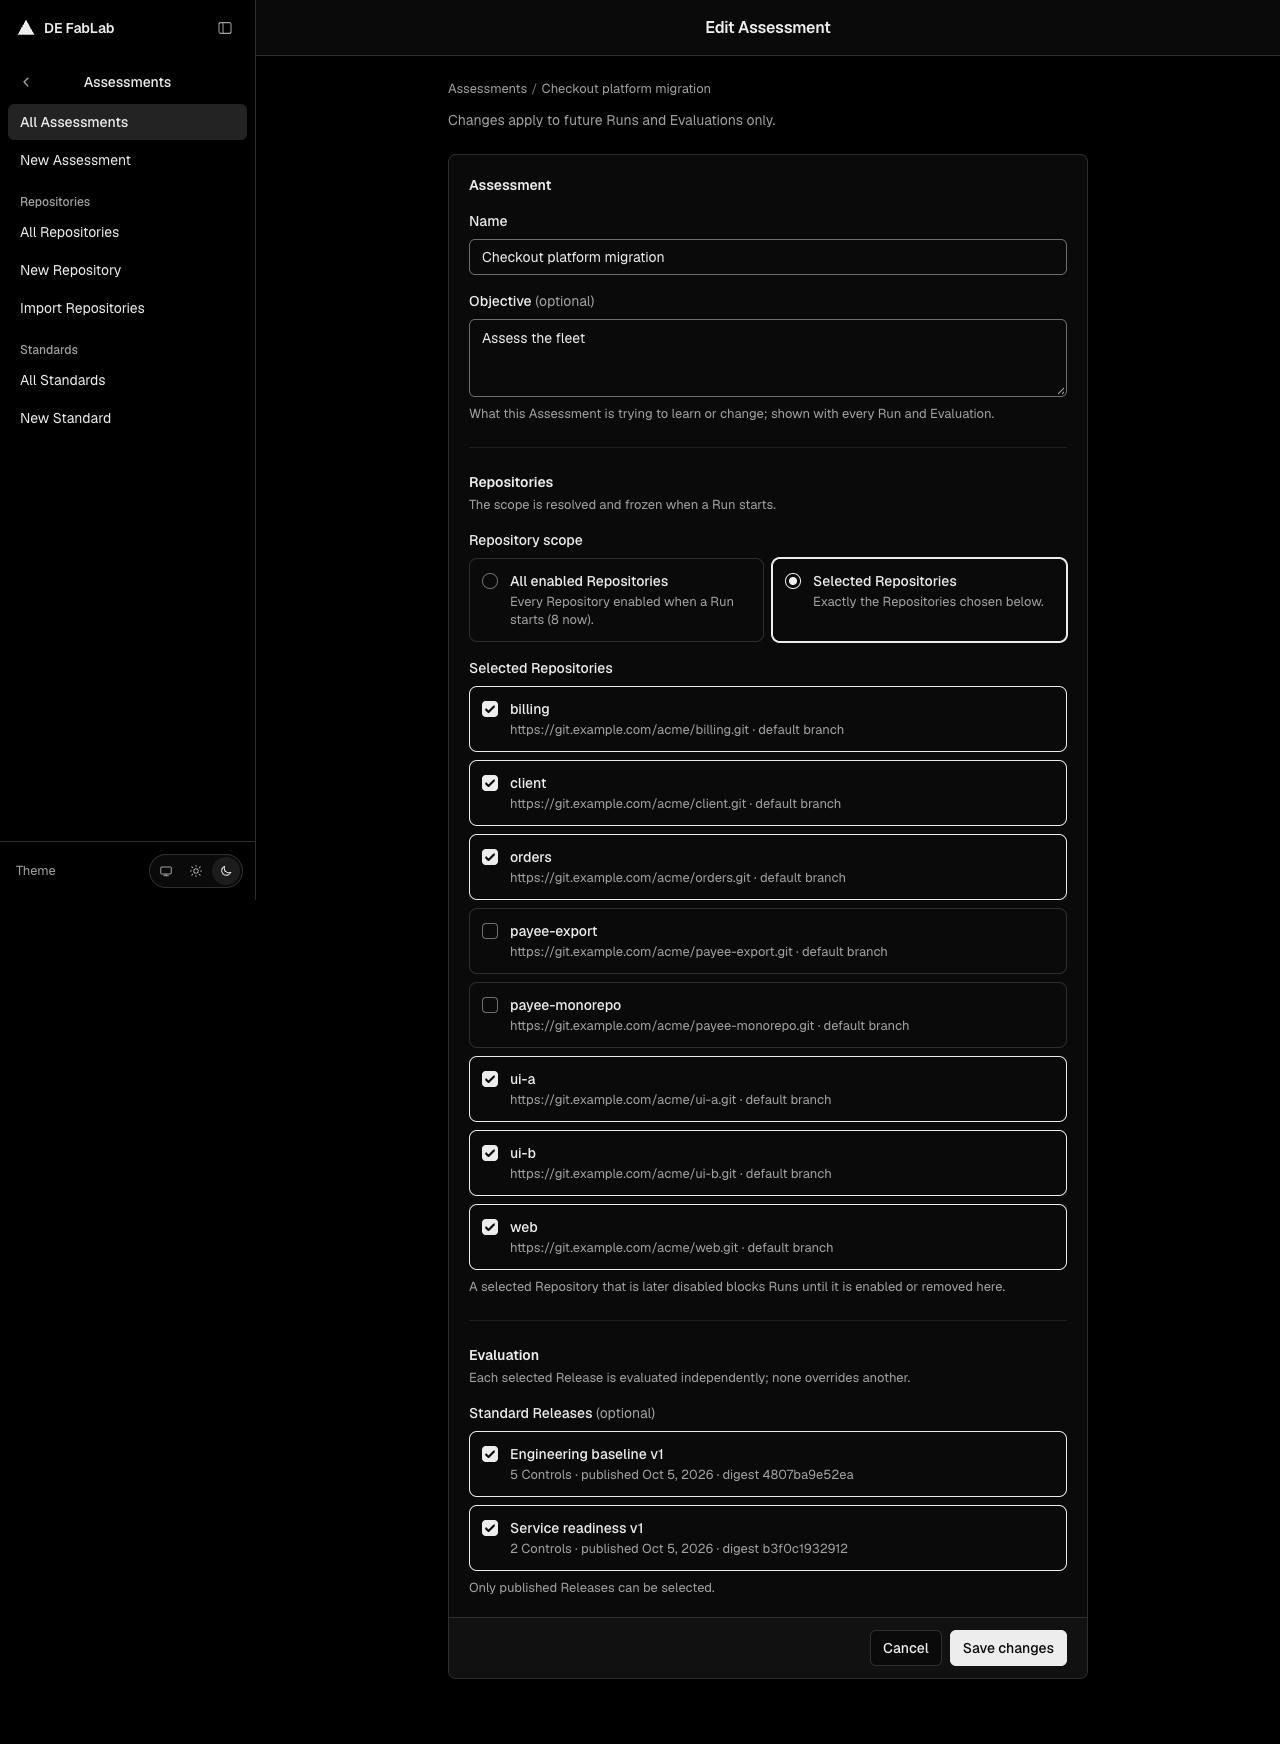 DE FabLab
Edit Assessment
Assessments
All Assessments
New Assessment
Repositories
All Repositories
New Repository
Import Repositories
Standards
All Standards
New Standard
Theme
Assessments / Checkout platform migration
Changes apply to future Runs and Evaluations only.
Assessment
Name
Checkout platform migration
Objective (optional)
Assess the fleet
What this Assessment is trying to learn or change; shown with every Run and Evaluation.
Repositories
The scope is resolved and frozen when a Run starts.
Repository scope
All enabled Repositories
Every Repository enabled when a Run
starts (8 now).
Selected Repositories
Exactly the Repositories chosen below.
Selected Repositories
billing
https://git.example.com/acme/billing.git · default branch
client
https://git.example.com/acme/client.git · default branch
orders
https://git.example.com/acme/orders.git · default branch
payee-export
https://git.example.com/acme/payee-export.git · default branch
payee-monorepo
https://git.example.com/acme/payee-monorepo.git · default branch
ui-a
https://git.example.com/acme/ui-a.git · default branch
ui-b
https://git.example.com/acme/ui-b.git · default branch
web
https://git.example.com/acme/web.git · default branch
A selected Repository that is later disabled blocks Runs until it is enabled or removed here.
Evaluation
Each selected Release is evaluated independently; none overrides another.
Standard Releases (optional)
Engineering baseline v1
5 Controls · published Oct 5, 2026 · digest 4807ba9e52ea
Service readiness v1
2 Controls · published Oct 5, 2026 · digest b3f0c1932912
Only published Releases can be selected.
Cancel
Save changes